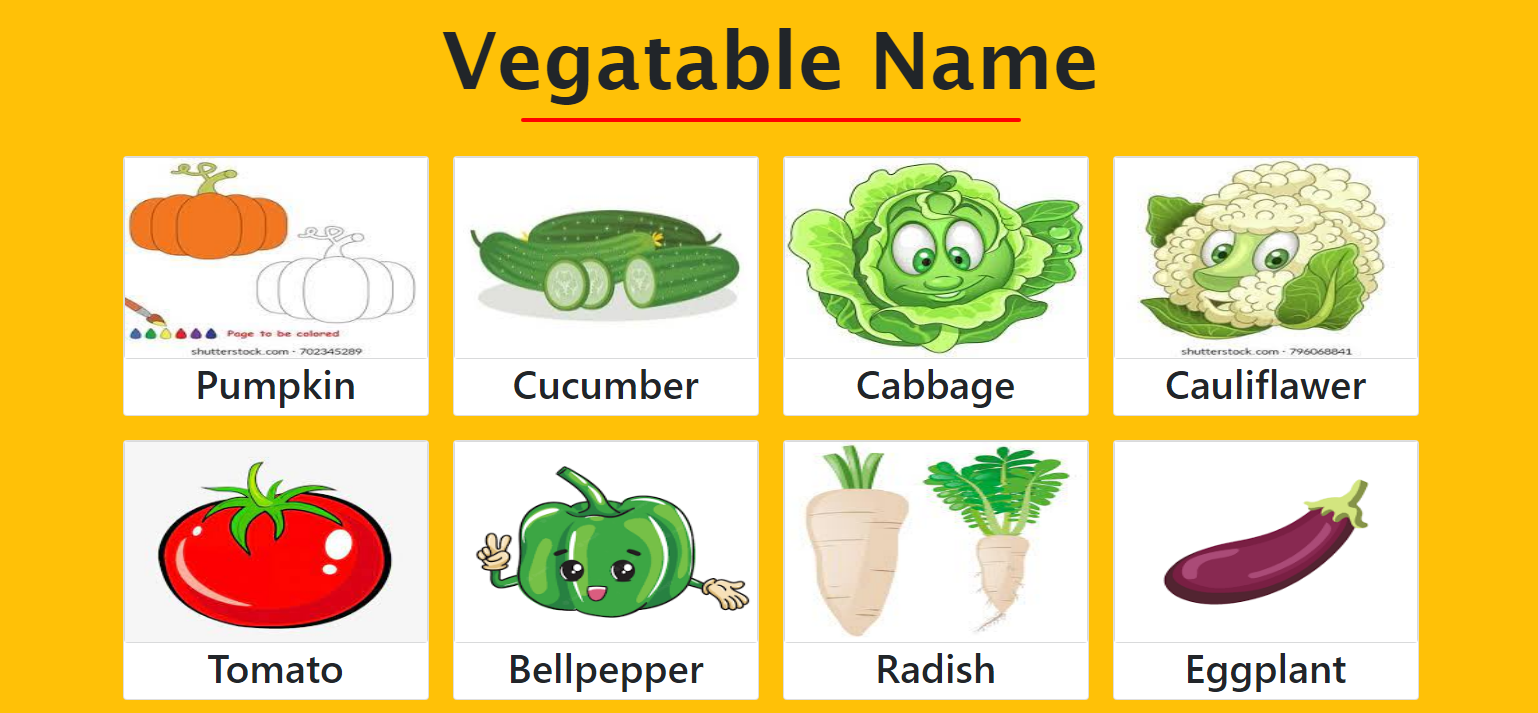 Vegatable Name
Page to be colored
shutterstock.com · 702345289
shutterstock.com · 796068841
Pumpkin
Cucumber
Cabbage
Cauliflawer
Tomato
Bellpepper
Radish
Eggplant